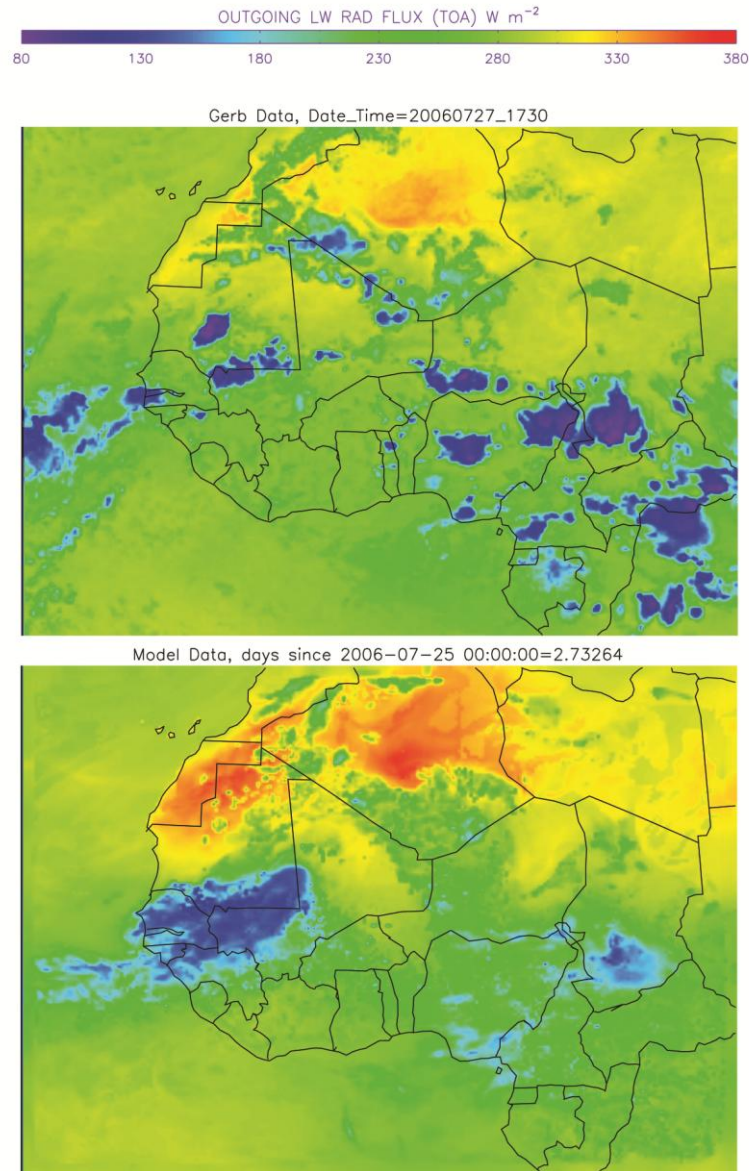 OUTGOING LW RAD FLUX (TOA) W m⁻²
80 130 180 230 280 330 380
Gerb Data, Date_Time=20060727_1730
Model Data, days since 2006-07-25 00:00:00=2.73264